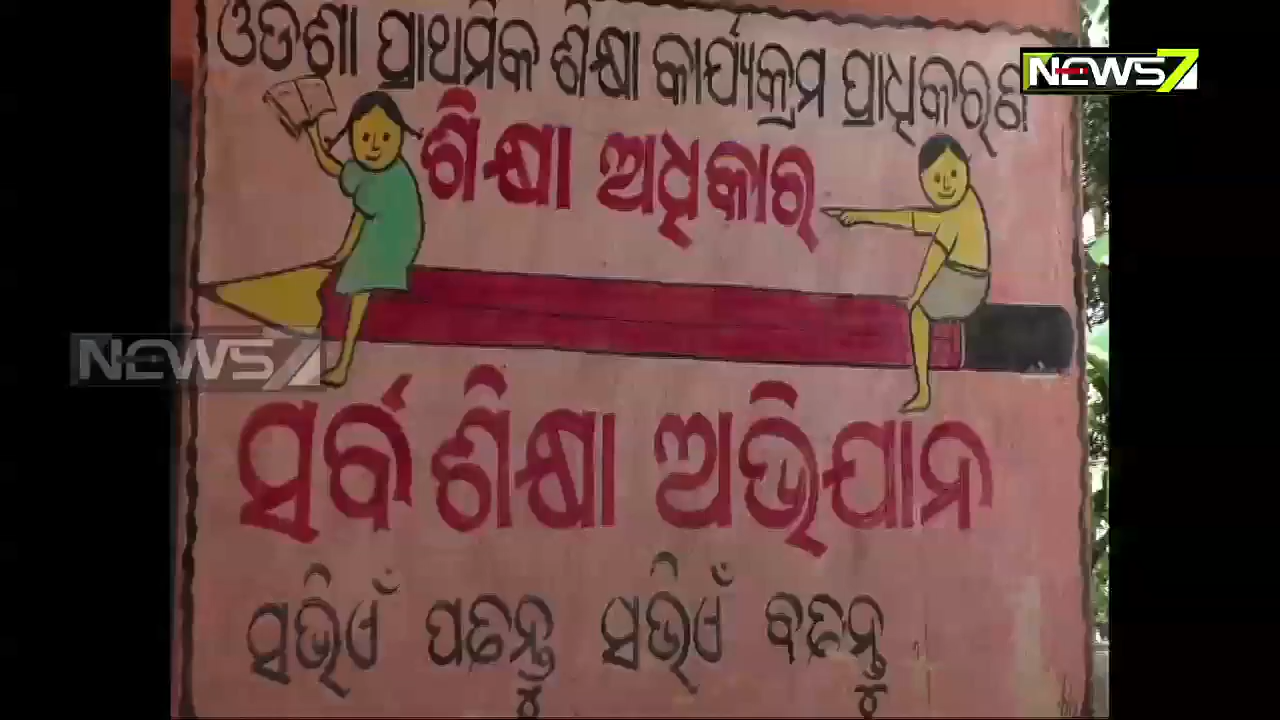 ଓଡିଶା ପ୍ରାଥମିକ ଶିକ୍ଷା କାର୍ଯ୍ୟକ୍ରମ ପ୍ରାଧିକରଣ
NEWS7
ଶିକ୍ଷା ଅଧିକାର
NEWS7
ସର୍ବ ଶିକ୍ଷା ଅଭିଯାନ
ସଭିଏଁ ପଢନ୍ତୁ ସଭିଏଁ ବଢନ୍ତୁ